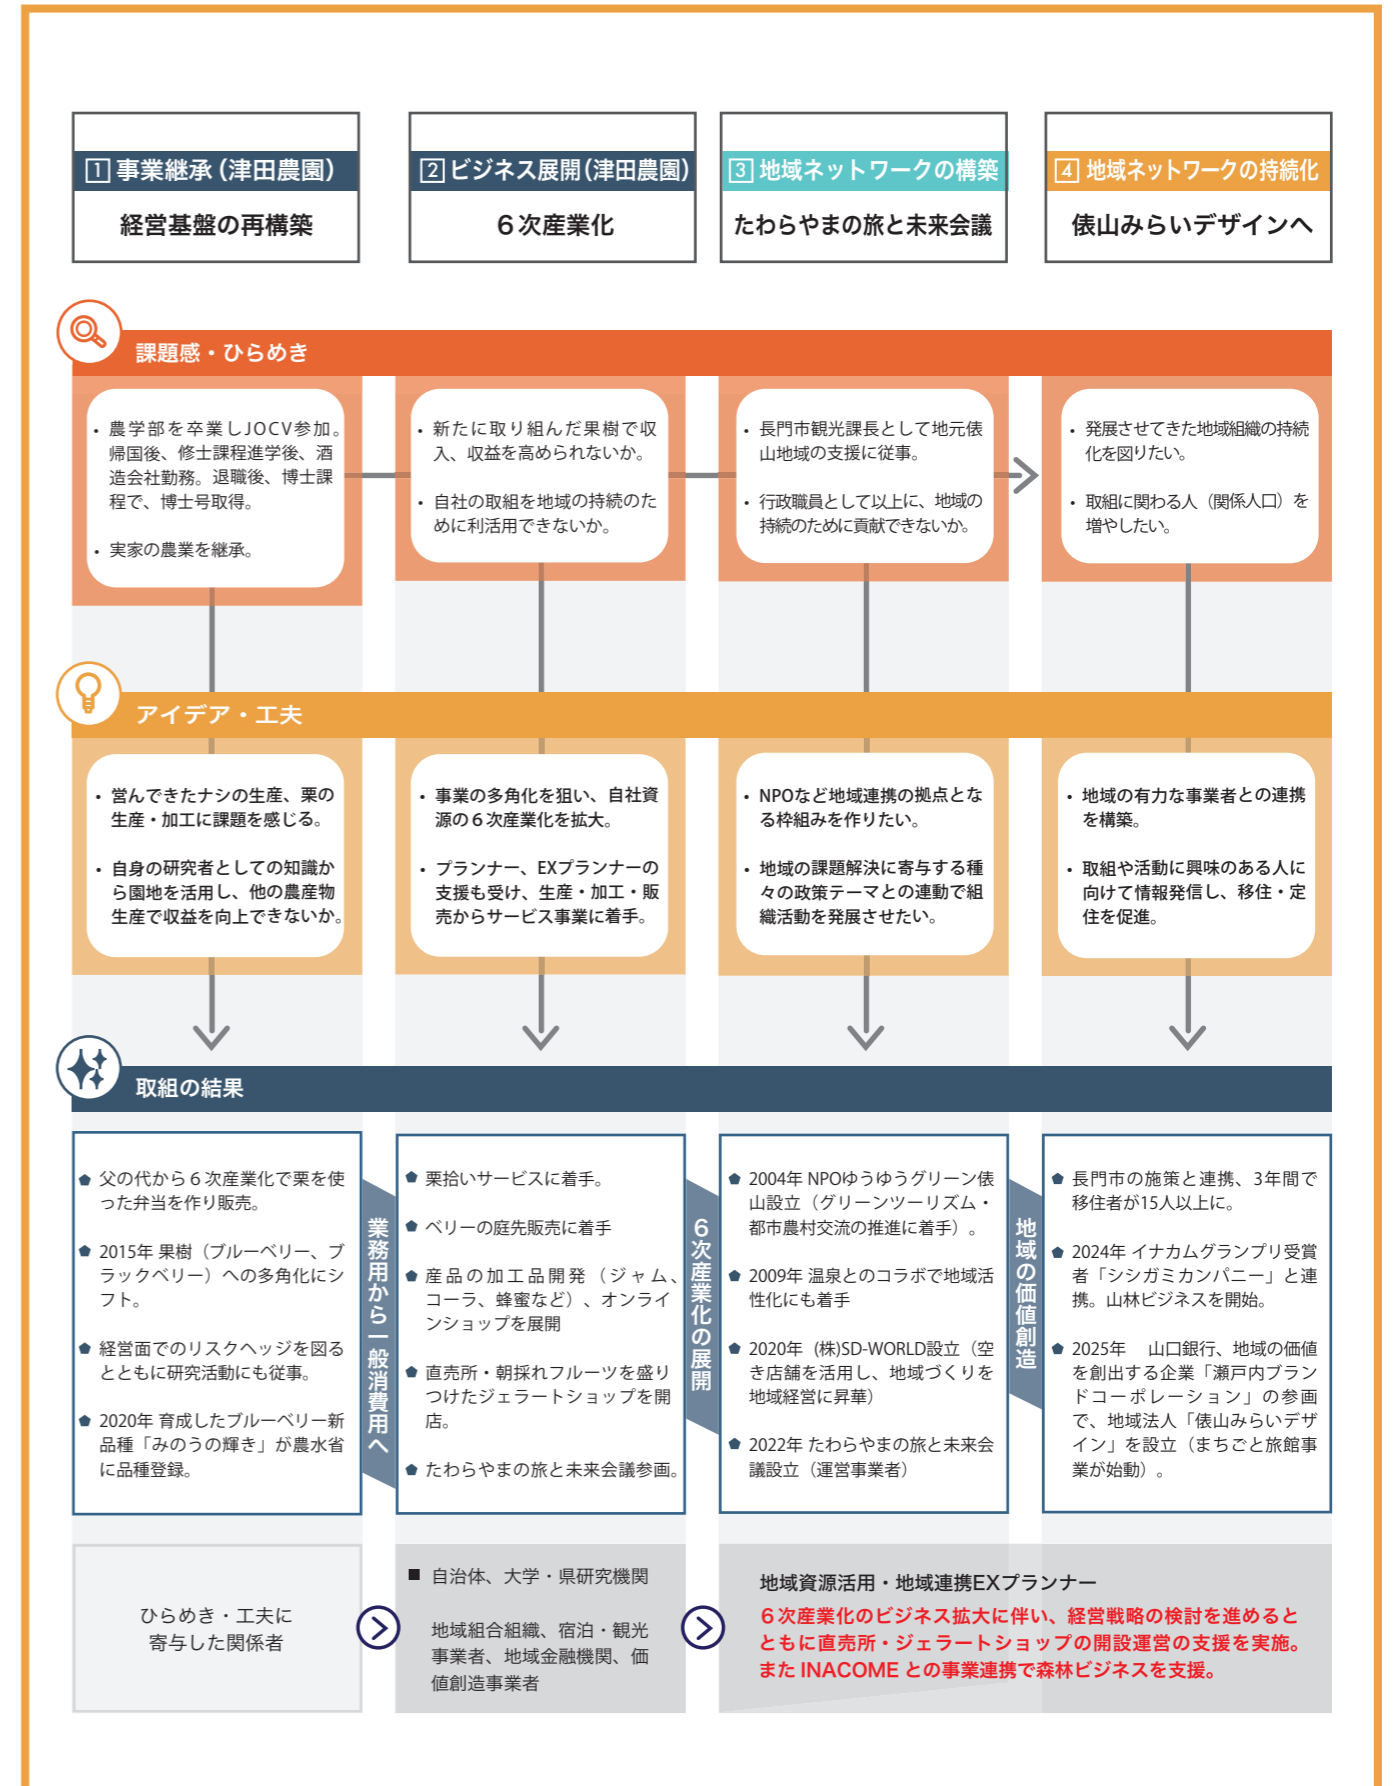 1 事業継承（津田農園）
経営基盤の再構築
2 ビジネス展開（津田農園）
６次産業化
3 地域ネットワークの構築
たわらやまの旅と未来会議
4 地域ネットワークの持続化
俵山みらいデザインへ
課題感・ひらめき
・農学部を卒業しJOCV参加。
帰国後、修士課程進学後、酒
造会社勤務。退職後、博士課
程で、博士号取得。
・実家の農業を継承。
・新たに取り組んだ果樹で収
入、収益を高められないか。
・自社の取組を地域の持続のた
めに利活用できないか。
・長門市観光課長として地元俵
山地域の支援に従事。
・行政職員として以上に、地域の
持続のために貢献できないか。
・発展させてきた地域組織の持続
化を図りたい。
・取組に関わる人（関係人口）を
増やしたい。
アイデア・工夫
・営んできたナシの生産、栗の
生産・加工に課題を感じる。
・自身の研究者としての知識か
ら園地を活用し、他の農産物
生産で収益を向上できないか。
・事業の多角化を狙い、自社資
源の６次産業化を拡大。
・プランナー、EXプランナーの
支援も受け、生産・加工・販
売からサービス事業に着手。
・NPOなど地域連携の拠点とな
る枠組みを作りたい。
・地域の課題解決に寄与する種
々の政策テーマとの連動で組
織活動を発展させたい。
・地域の有力な事業者との連携
を構築。
・取組や活動に興味のある人に
向けて情報発信し、移住・定
住を促進。
取組の結果
父の代から６次産業化で栗を使
った弁当を作り販売。
2015年 果樹（ブルーベリー、ブ
ラックベリー）への多角化にシ
フト。
経営面でのリスクヘッジを図る
とともに研究活動にも従事。
2020年 育成したブルーベリー新
品種「みのうの輝き」が農水省
に品種登録。
業務用から一般消費用へ
栗拾いサービスに着手。
ベリーの庭先販売に着手
産品の加工品開発（ジャム、
コーラ、蜂蜜など）、オンライ
ンショップを展開
直売所・朝採れフルーツを盛り
つけたジェラートショップを開
店。
たわらやまの旅と未来会議参画。
６次産業化の展開
2004年 NPOゆうゆうグリーン俵
山設立（グリーンツーリズム・
都市農村交流の推進に着手）。
2009年 温泉とのコラボで地域活
性化にも着手
2020年 (株)SD-WORLD設立（空
き店舗を活用し、地域づくりを
地域経営に昇華）
2022年 たわらやまの旅と未来会
議設立（運営事業者）
地域の価値創造
長門市の施策と連携、3年間で
移住者が15人以上に。
2024年 イナカムグランプリ受賞
者「シシガミカンパニー」と連
携。山林ビジネスを開始。
2025年　山口銀行、地域の価値
を創出する企業「瀬戸内ブラン
ドコーポレーション」の参画
で、地域法人「俵山みらいデザ
イン」を設立（まちごと旅館事
業が始動）。
ひらめき・工夫に
寄与した関係者
■ 自治体、大学・県研究機関
地域組合組織、宿泊・観光
事業者、地域金融機関、価
値創造事業者
地域資源活用・地域連携EXプランナー
６次産業化のビジネス拡大に伴い、経営戦略の検討を進めると
ともに直売所・ジェラートショップの開設運営の支援を実施。
また INACOME との事業連携で森林ビジネスを支援。